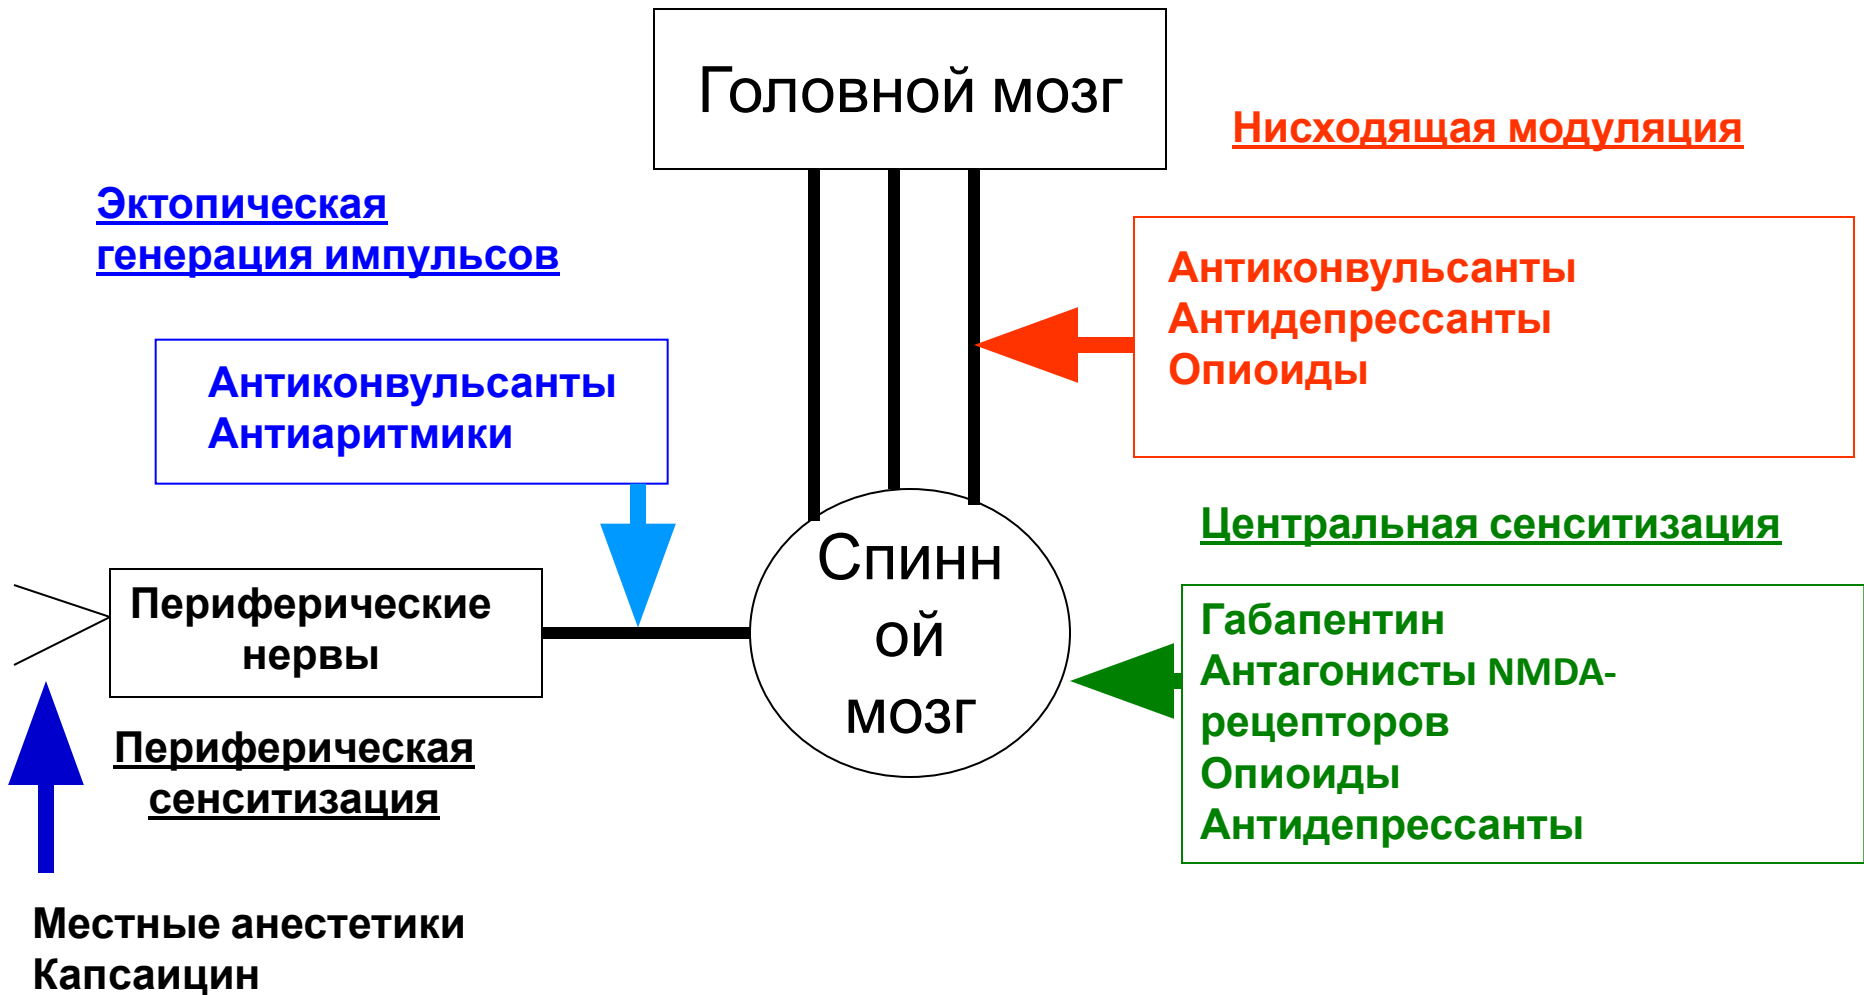 Головной мозг
Нисходящая модуляция
Эктопическая
генерация импульсов
Антиконвульсанты
Антидепрессанты
Опиоиды
Антиконвульсанты
Антиаритмики
Центральная сенситизация
Спинн
ой
мозг
Периферические
нервы
Габапентин
Антагонисты NMDA-
рецепторов
Опиоиды
Антидепрессанты
Периферическая
сенситизация
Местные анестетики
Капсаицин